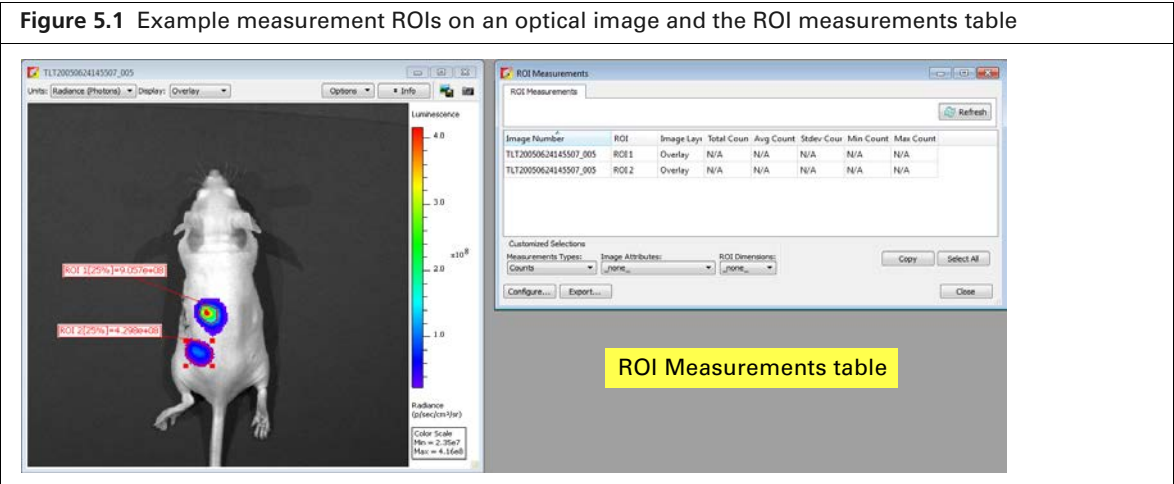 Figure 5.1 Example measurement ROIs on an optical image and the ROI measurements table
TLT20050624145507_005
Units: Radiance (Photons) Display: Overlay Options Info
Luminescence
4.0
3.0
x10^8
2.0
1.0
ROI 1[25%]=9.057e+08
ROI 2[25%]=4.298e+08
Radiance
(p/sec/cm²/sr)
Color Scale
Min = 2.35e7
Max = 4.16e8
ROI Measurements
ROI Measurements
Refresh
Image Number ROI Image Laye Total Coun Avg Count Stdev Cour Min Count Max Count
TLT20050624145507_005 ROI 1 Overlay N/A N/A N/A N/A N/A
TLT20050624145507_005 ROI 2 Overlay N/A N/A N/A N/A N/A
Customized Selections
Measurements Types: Image Attributes: ROI Dimensions:
Counts _none_ _none_ Copy Select All
Configure... Export... Close
ROI Measurements table